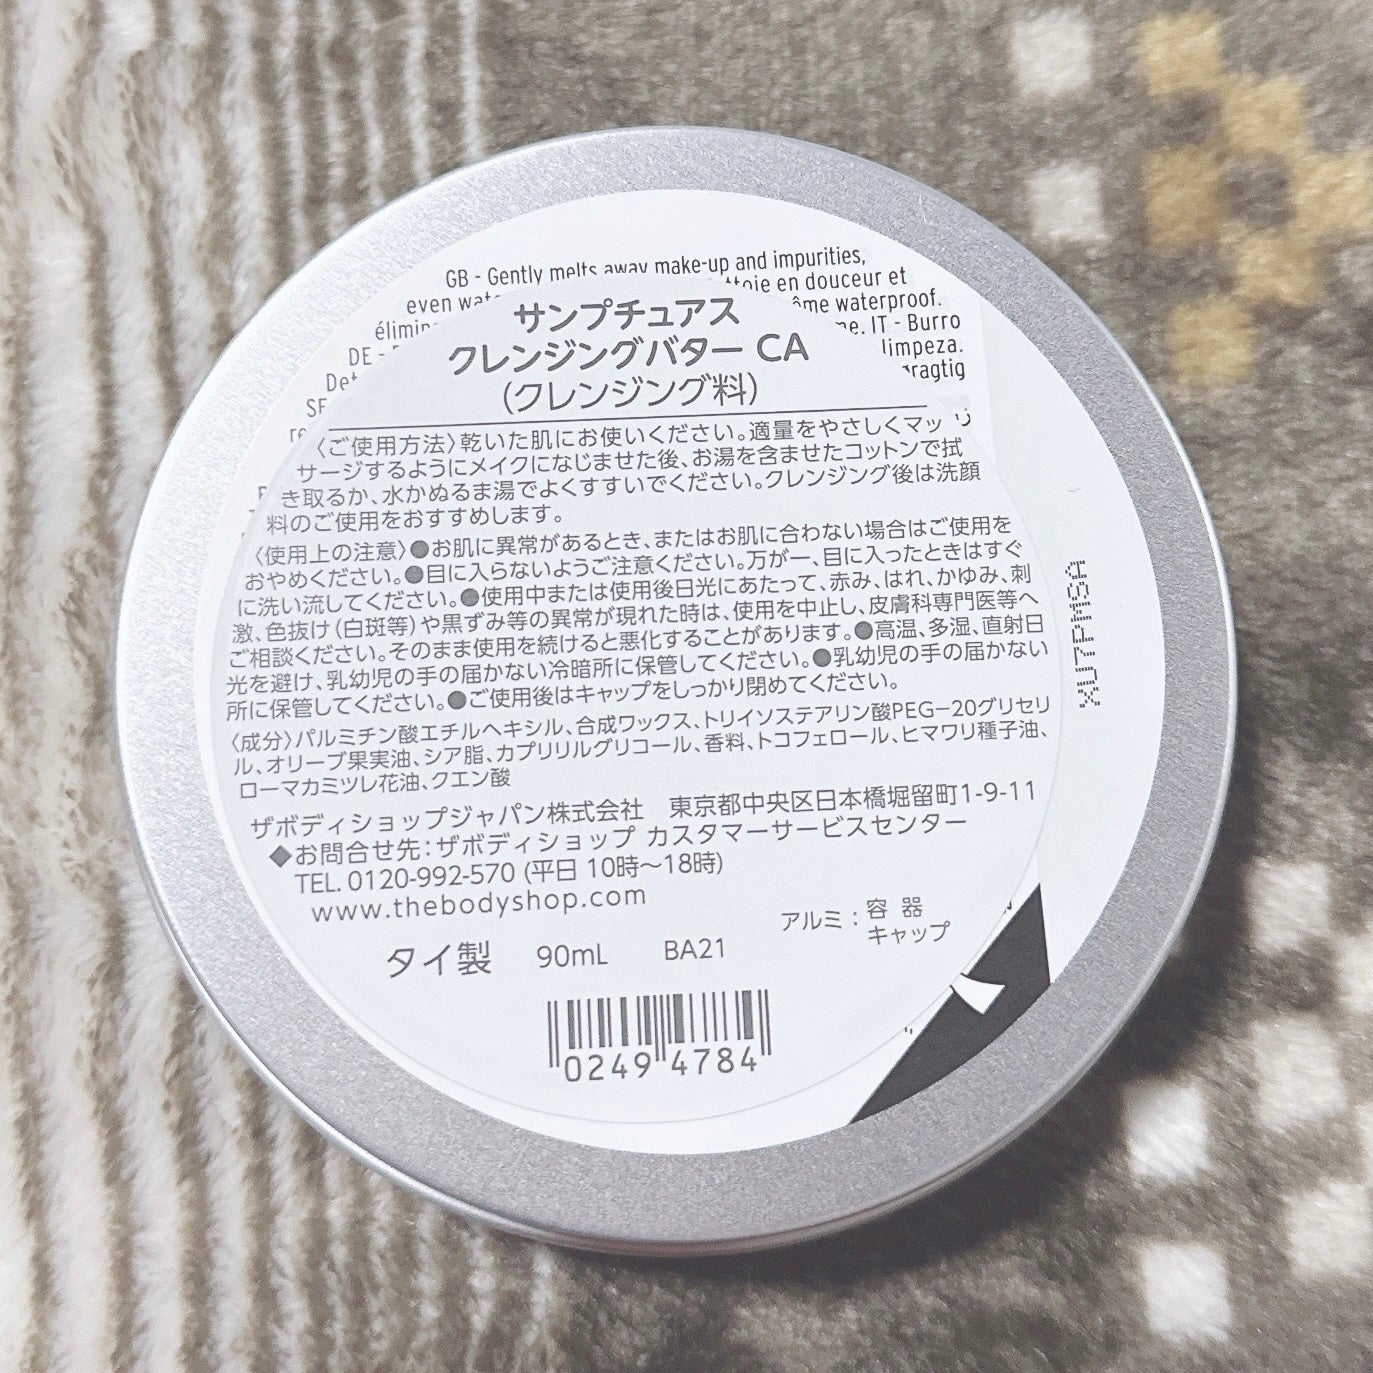 GB - Gently melts away make-up and impurities,
even
en douceur et
waterproof.
IT - Burro
DE -
limpeza.
サンプチュアス
クレンジングバター CA
(クレンジング料)
〈ご使用方法〉乾いた肌にお使いください。適量をやさしくマッ
サージするようにメイクになじませた後、お湯を含ませたコットンで拭
き取るか、水かぬるま湯でよくすすいでください。クレンジング後は洗顔
料のご使用をおすすめします。
〈使用上の注意〉●お肌に異常があるとき、またはお肌に合わない場合はご使用を
おやめください。●目に入らないようご注意ください。万が一、目に入ったときはすぐ
に洗い流してください。●使用中または使用後日光にあたって、赤み、はれ、かゆみ、刺
激、色抜け(白斑等)や黒ずみ等の異常が現れた時は、使用を中止し、皮膚科専門医等へ
ご相談ください。そのまま使用を続けると悪化することがあります。●高温、多湿、直射日
光を避け、乳幼児の手の届かない冷暗所に保管してください。●乳幼児の手の届かない
所に保管してください。●ご使用後はキャップをしっかり閉めてください。
〈成分〉パルミチン酸エチルヘキシル、合成ワックス、トリイソステアリン酸PEG−20グリセリ
ル、オリーブ果実油、シア脂、カプリリルグリコール、香料、トコフェロール、ヒマワリ種子油、
ローマカミツレ花油、クエン酸
ザボディショップジャパン株式会社 東京都中央区日本橋堀留町1-9-11
◆お問合せ先:ザボディショップ カスタマーサービスセンター
TEL. 0120-992-570 (平日 10時～18時)
www.thebodyshop.com
アルミ:容器
キャップ
タイ製 90mL BA21
0249 4784
XU7PMSA